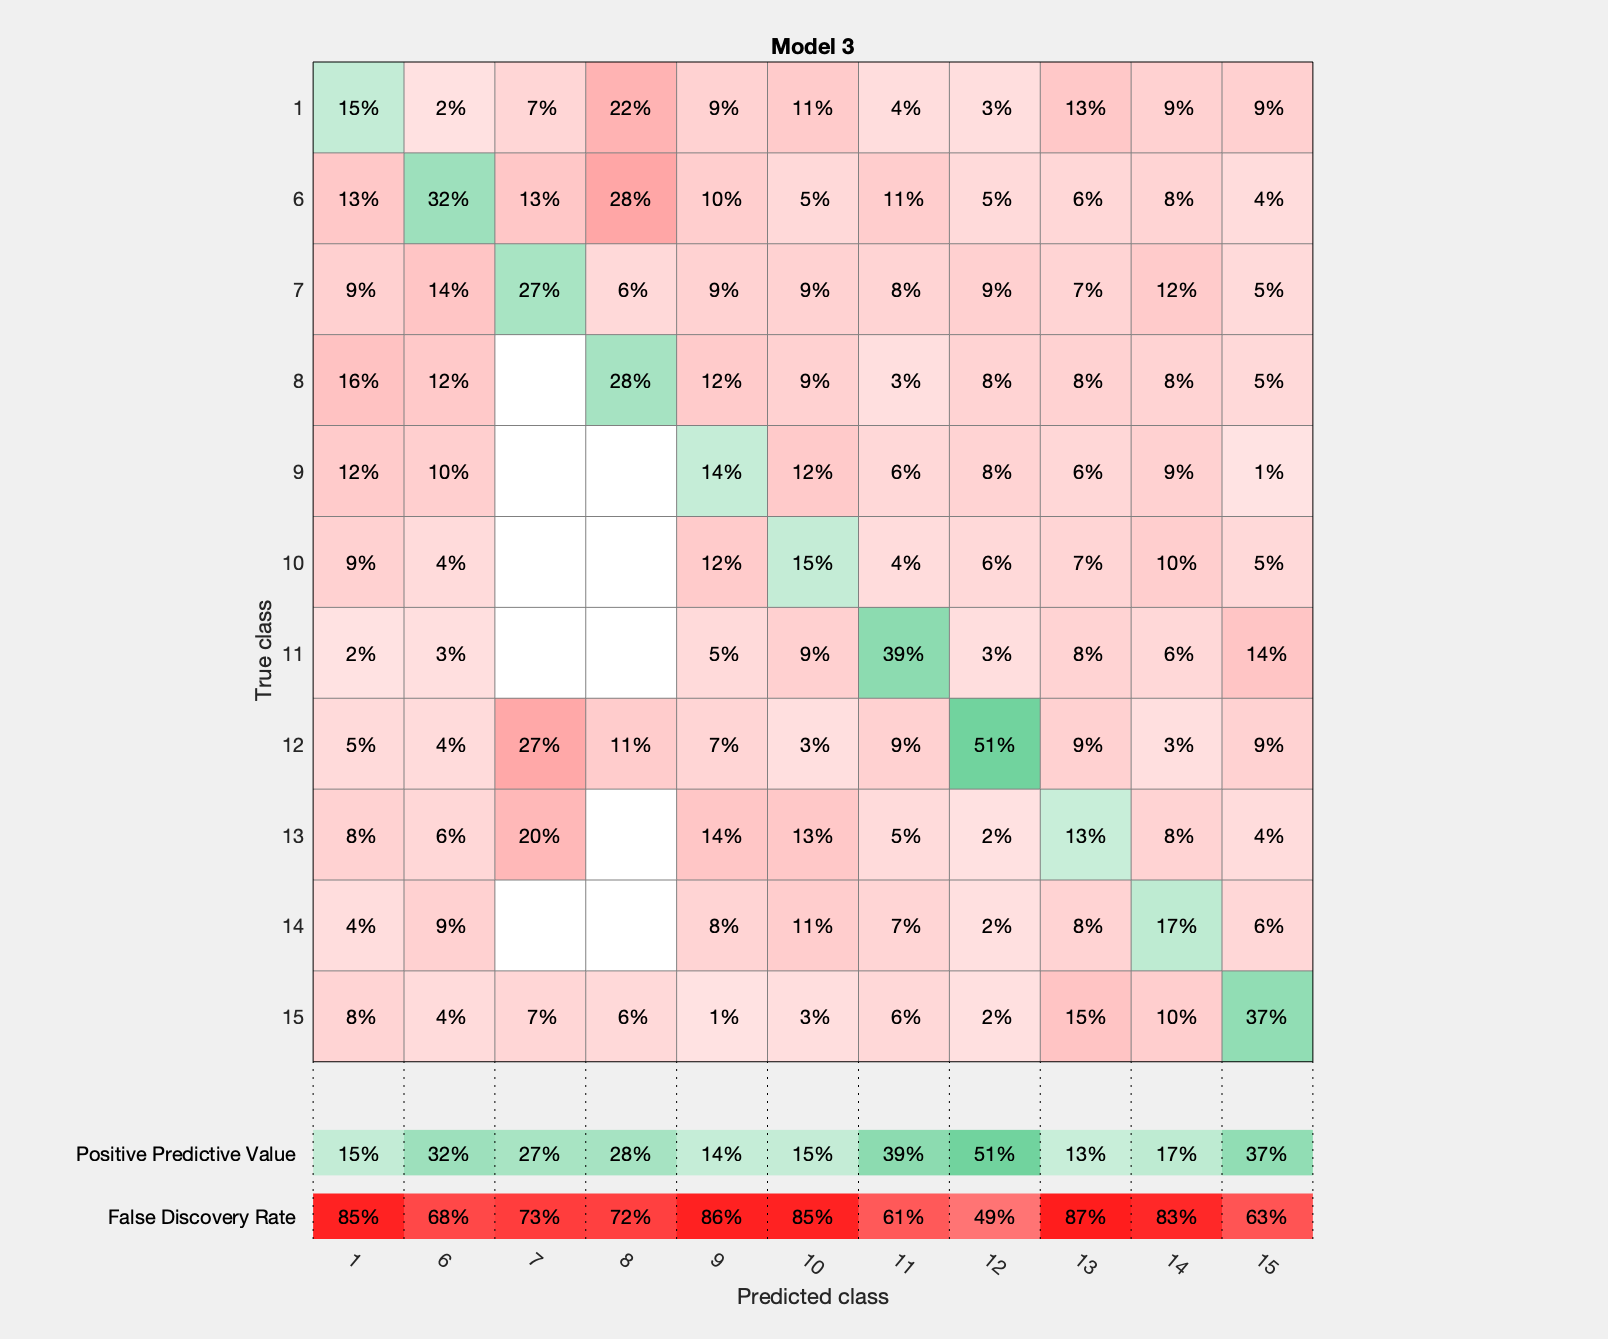 Model 3
1 15% 2% 7% 22% 9% 11% 4% 3% 13% 9% 9%
6 13% 32% 13% 28% 10% 5% 11% 5% 6% 8% 4%
7 9% 14% 27% 6% 9% 9% 8% 9% 7% 12% 5%
8 16% 12% 28% 12% 9% 3% 8% 8% 8% 5%
9 12% 10% 14% 12% 6% 8% 6% 9% 1%
10 9% 4% 12% 15% 4% 6% 7% 10% 5%
True class
11 2% 3% 5% 9% 39% 3% 8% 6% 14%
12 5% 4% 27% 11% 7% 3% 9% 51% 9% 3% 9%
13 8% 6% 20% 14% 13% 5% 2% 13% 8% 4%
14 4% 9% 8% 11% 7% 2% 8% 17% 6%
15 8% 4% 7% 6% 1% 3% 6% 2% 15% 10% 37%
Positive Predictive Value 15% 32% 27% 28% 14% 15% 39% 51% 13% 17% 37%
False Discovery Rate 85% 68% 73% 72% 86% 85% 61% 49% 87% 83% 63%
1 6 7 8 9 10 11 12 13 14 15
Predicted class